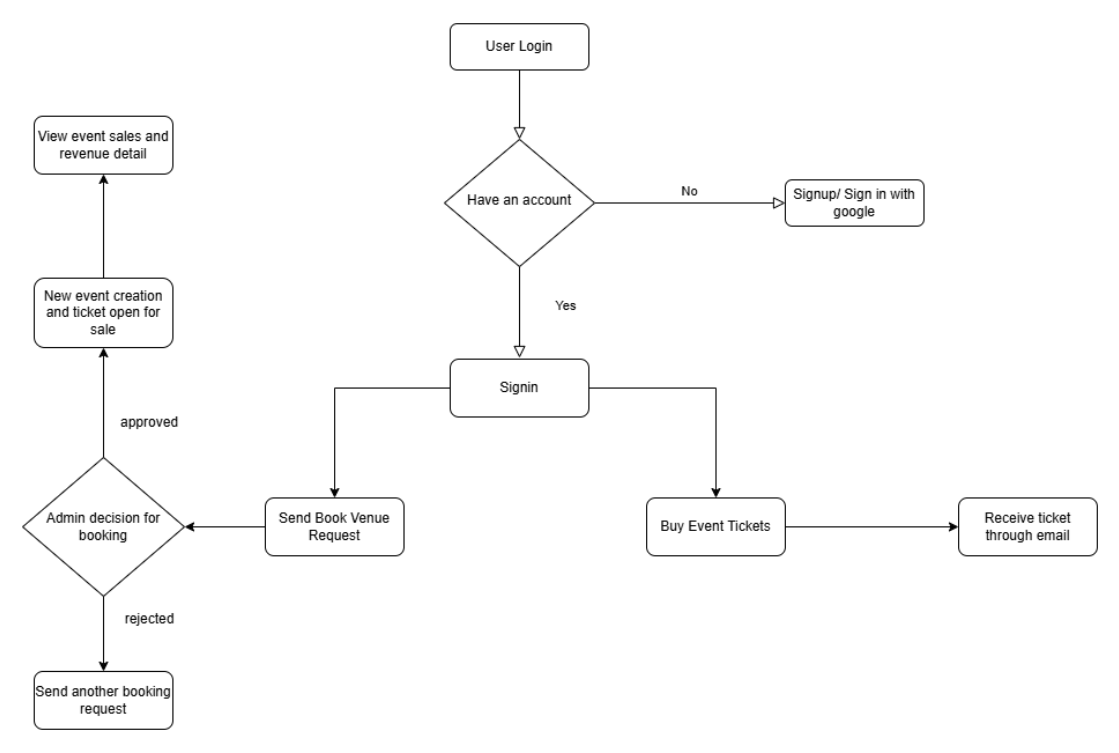 User Login
View event sales and
revenue detail
Have an account
No
Signup/ Sign in with
google
New event creation
and ticket open for
sale
Yes
Signin
approved
Admin decision for
booking
Send Book Venue
Request
Buy Event Tickets
Receive ticket
through email
rejected
Send another booking
request